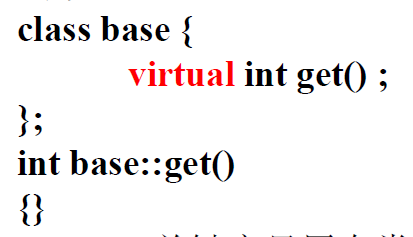 class base {
virtual int get() ;
};
int base::get()
{}